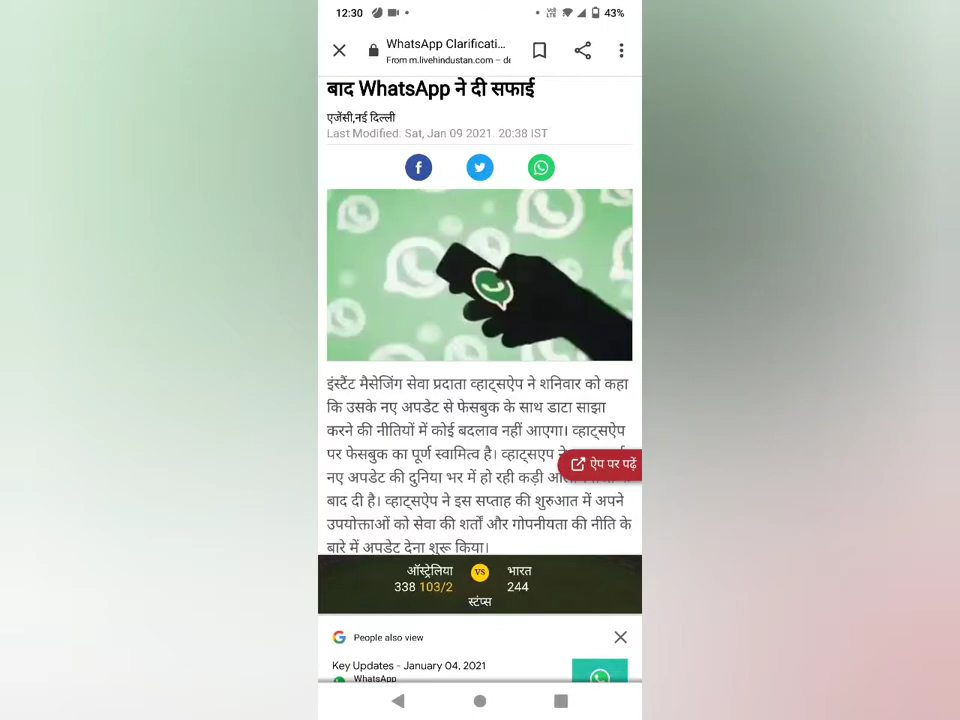 12:30
Vo)) LTE
43%
WhatsApp Clarificati...
From m.livehindustan.com – de
बाद WhatsApp ने दी सफाई
एजेंसी,नई दिल्ली
Last Modified: Sat, Jan 09 2021. 20:38 IST
इंस्टैंट मैसेजिंग सेवा प्रदाता व्हाट्सऐप ने शनिवार को कहा
कि उसके नए अपडेट से फेसबुक के साथ डाटा साझा
करने की नीतियों में कोई बदलाव नहीं आएगा। व्हाट्सऐप
पर फेसबुक का पूर्ण स्वामित्व है। व्हाट्सएप
ऐप पर पढ़ें
नए अपडेट की दुनिया भर में हो रही कड़ी
बाद दी है। व्हाट्सऐप ने इस सप्ताह की शुरुआत में अपने
उपयोक्ताओं को सेवा की शर्तों और गोपनीयता की नीति के
बारे में अपडेट देना शुरू किया।
ऑस्ट्रेलिया VS भारत
338 103/2 244
स्टंप्स
People also view
Key Updates - January 04, 2021
WhatsApp